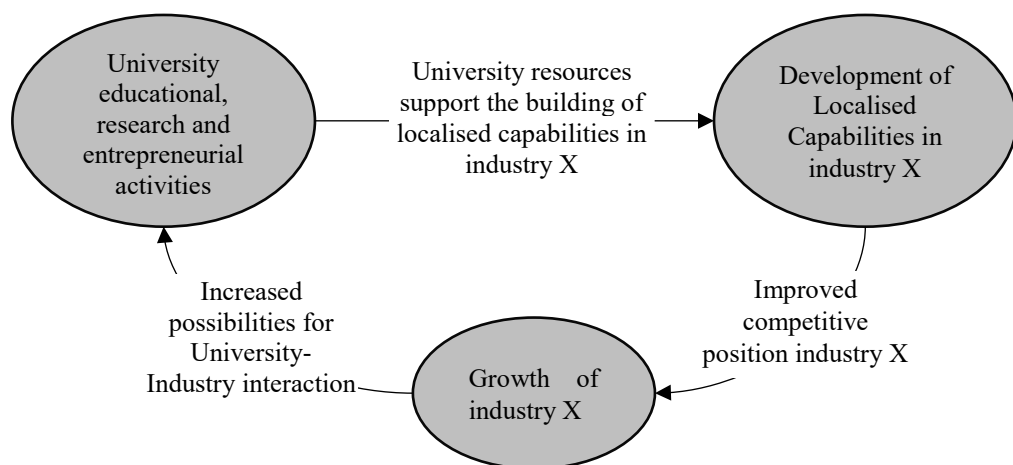 University
educational,
research and
entrepreneurial
activities
University resources
support the building of
localised capabilities in
industry X
Development of
Localised
Capabilities in
industry X
Increased
possibilities for
University-
Industry interaction
Improved
competitive
position industry X
Growth of
industry X